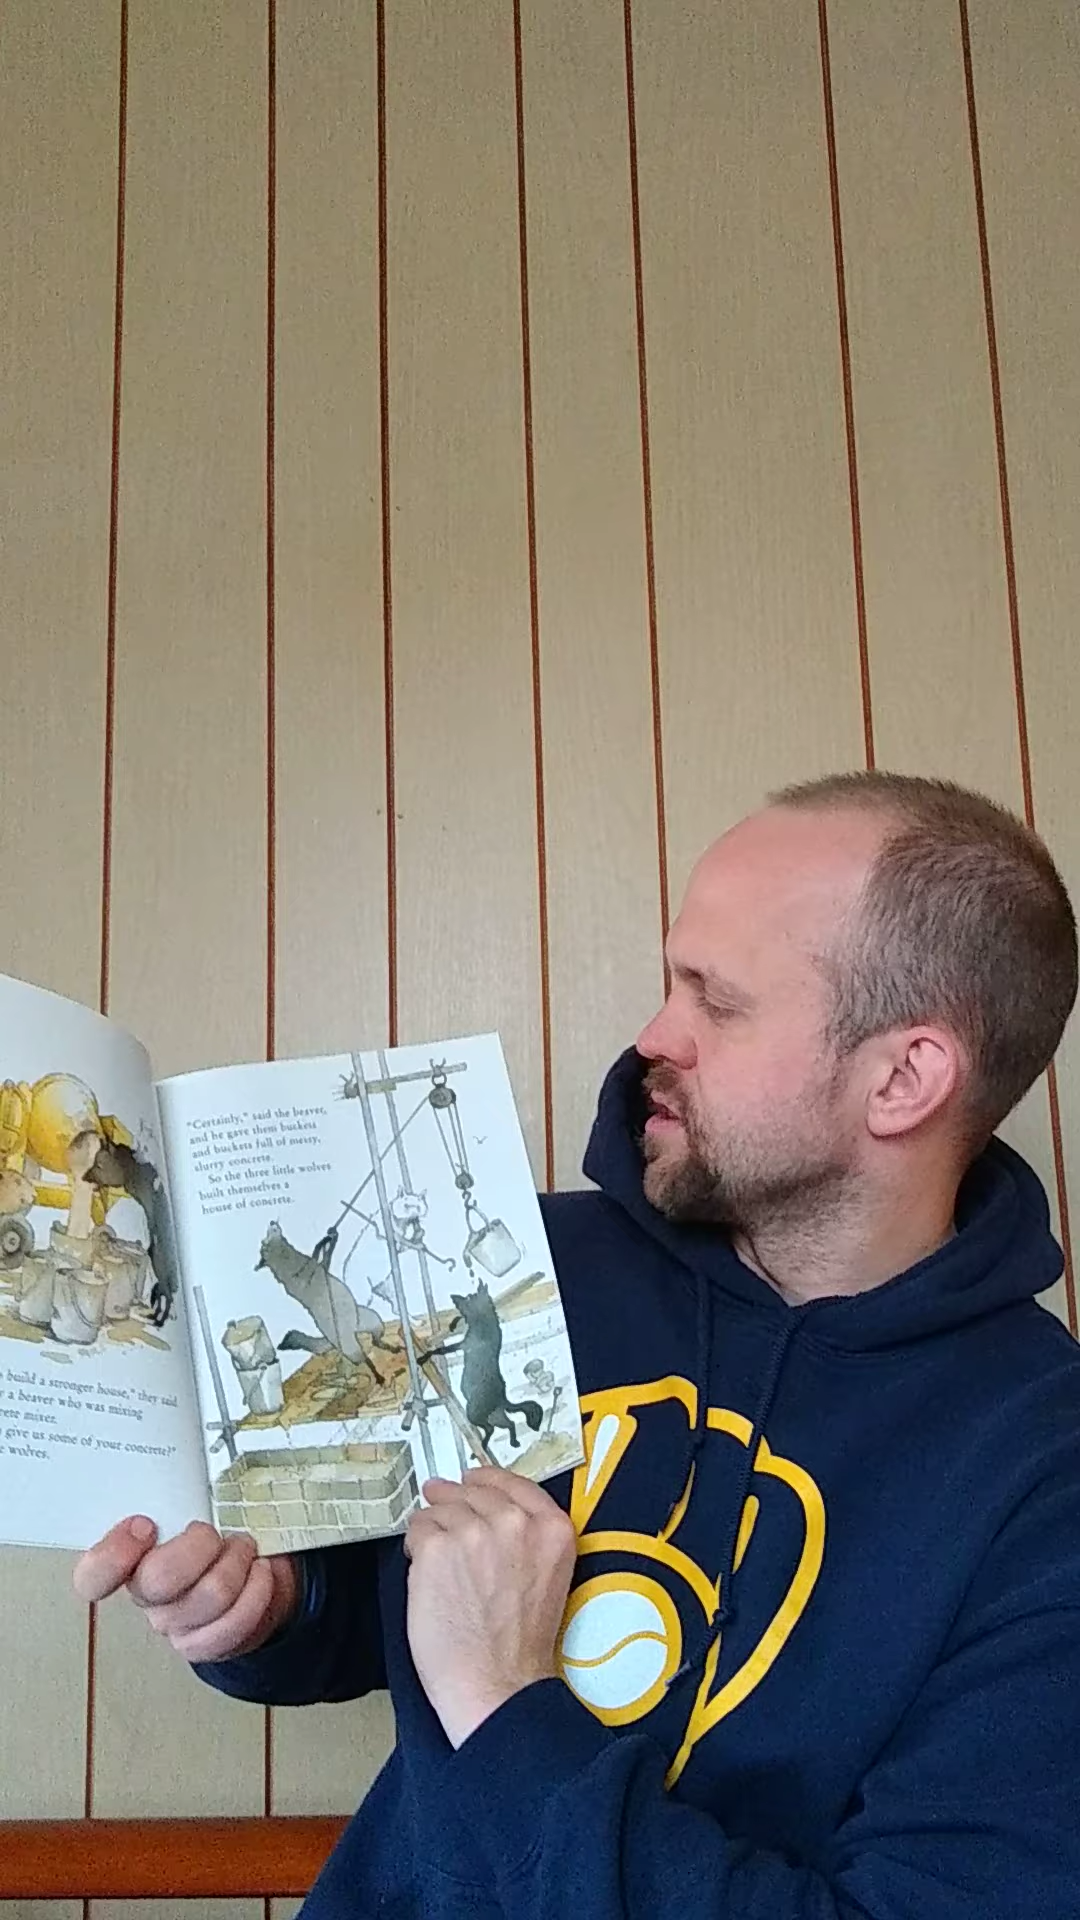 build a stronger house," they said
a beaver who was mixing
mixer.
give us some of your concrete?"
wolves.
"Certainly," said the beaver,
and he gave them buckets
and buckets full of messy,
slurry concrete.
So the three little wolves
built themselves a
house of concrete.